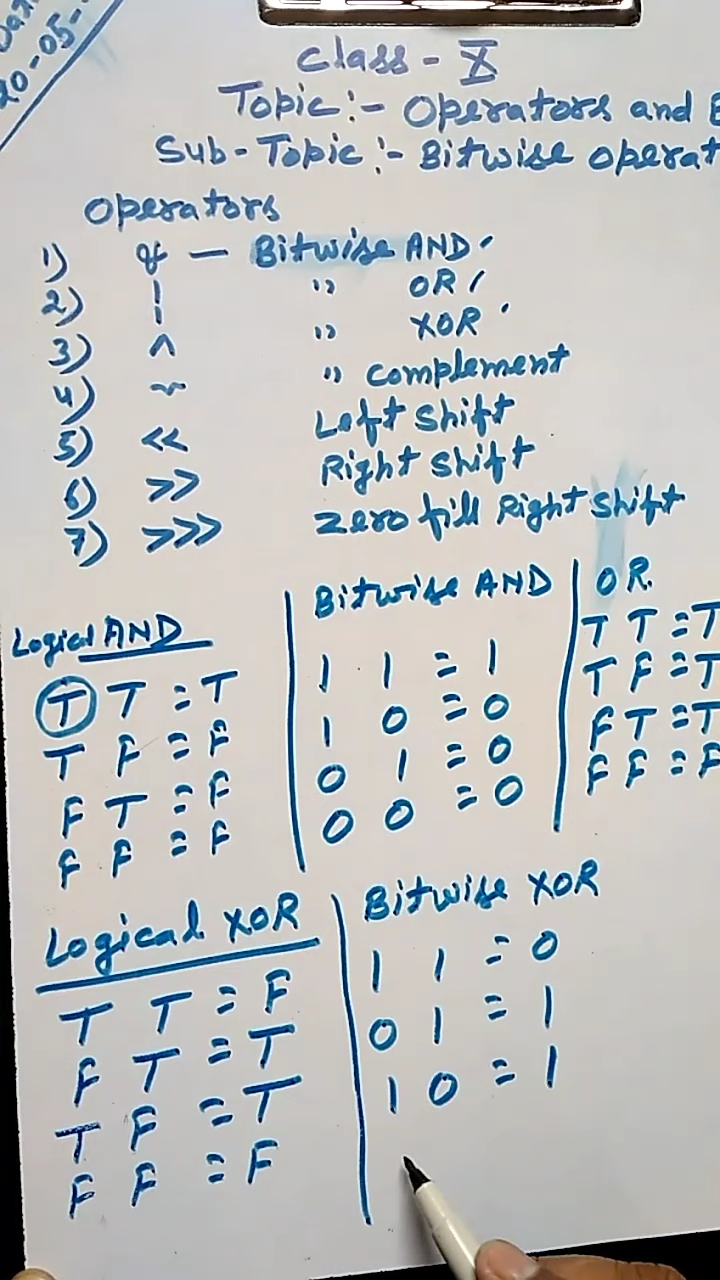 20-05-
Class - X
Topic :- Operators and
Sub-Topic :- Bitwise operat
Operators
1) & — Bitwise AND
2) | " OR
3) ^ " XOR
4) ~ " Complement
5) << Left Shift
6) >> Right Shift
7) >>> Zero fill Right Shift
Logical AND
T T = T
T F = F
F T = F
F F = F
Bitwise AND
1 1 = 1
1 0 = 0
0 1 = 0
0 0 = 0
OR.
T T = T
T F = T
F T = T
F F = F
Logical XOR
T T = F
F T = T
T F = T
F F = F
Bitwise XOR
1 1 = 0
0 1 = 1
1 0 = 1